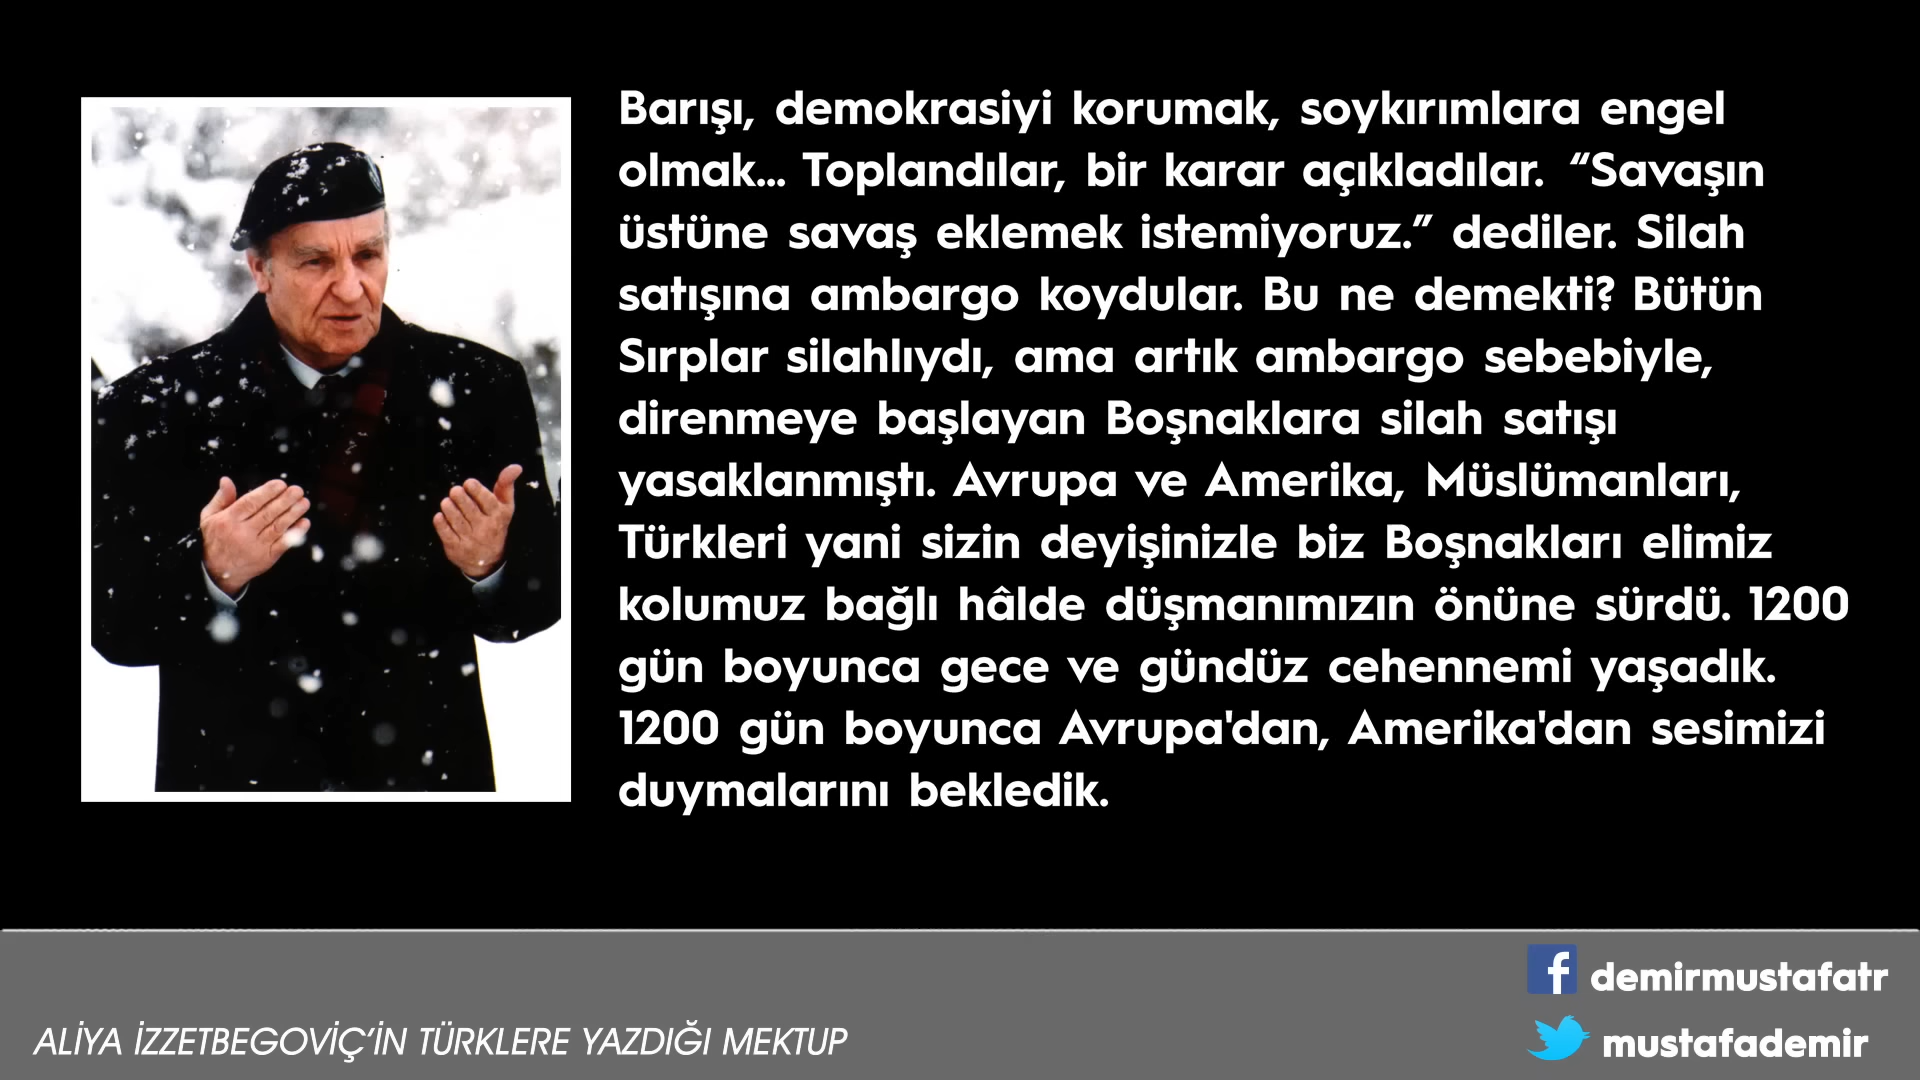 Barışı, demokrasiyi korumak, soykırımlara engel
olmak... Toplandılar, bir karar açıkladılar. “Savaşın
üstüne savaş eklemek istemiyoruz.” dediler. Silah
satışına ambargo koydular. Bu ne demekti? Bütün
Sırplar silahlıydı, ama artık ambargo sebebiyle,
direnmeye başlayan Boşnaklara silah satışı
yasaklanmıştı. Avrupa ve Amerika, Müslümanları,
Türkleri yani sizin deyişinizle biz Boşnakları elimiz
kolumuz bağlı hâlde düşmanımızın önüne sürdü. 1200
gün boyunca gece ve gündüz cehennemi yaşadık.
1200 gün boyunca Avrupa'dan, Amerika'dan sesimizi
duymalarını bekledik.
ALİYA İZZETBEGOVİÇ’İN TÜRKLERE YAZDIĞI MEKTUP
f demirmustafatr
mustafademir